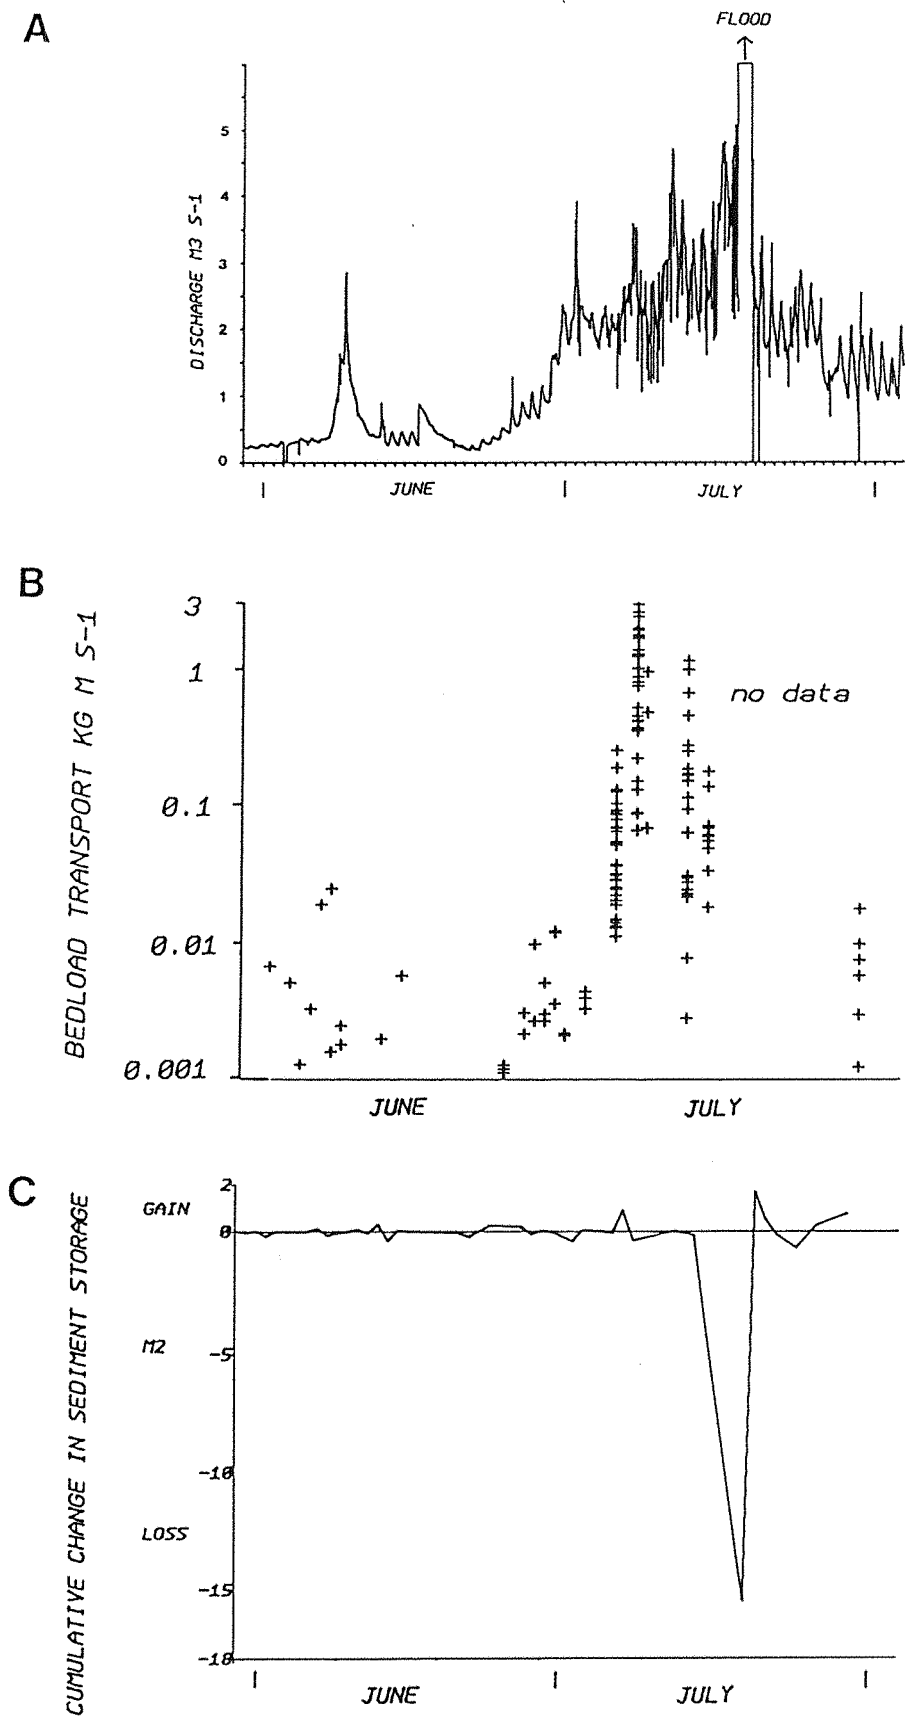 A
FLOOD
5
4
3
2
1
0
DISCHARGE M3 S-1
JUNE
JULY
B
3
1
0.1
0.01
0.001
BEDLOAD TRANSPORT KG M S-1
no data
JUNE
JULY
C
2
GAIN
0
M2
-5
-10
LOSS
-15
-18
CUMULATIVE CHANGE IN SEDIMENT STORAGE
JUNE
JULY